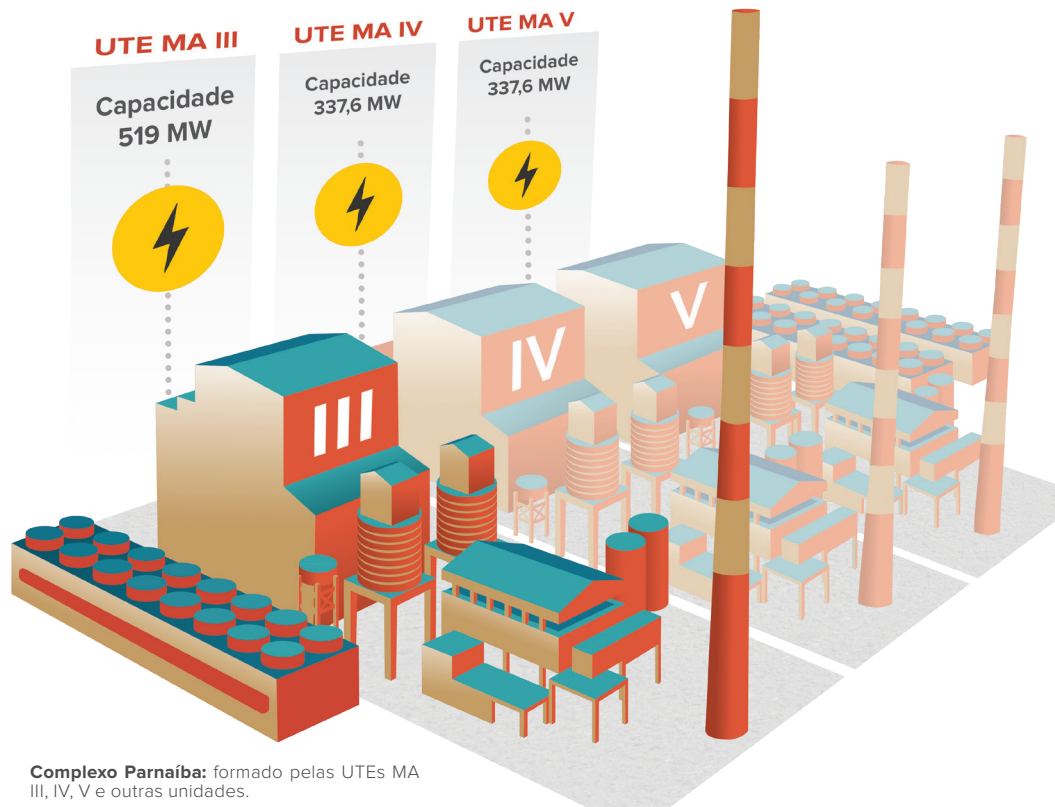 UTE MA III
Capacidade
519 MW
UTE MA IV
Capacidade
337,6 MW
UTE MA V
Capacidade
337,6 MW
III
IV
V
Complexo Parnaíba: formado pelas UTEs MA
III, IV, V e outras unidades.